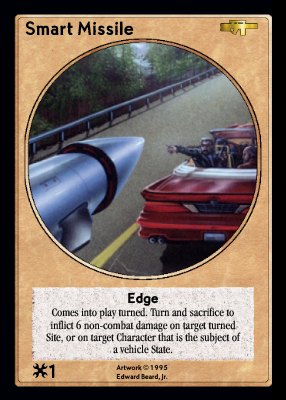 Smart Missile
Edge
Comes into play turned. Turn and sacrifice to
inflict 6 non-combat damage on target turned
Site, or on target Character that is the subject of
a vehicle State.
1
Artwork © 1995
Edward Beard, Jr.